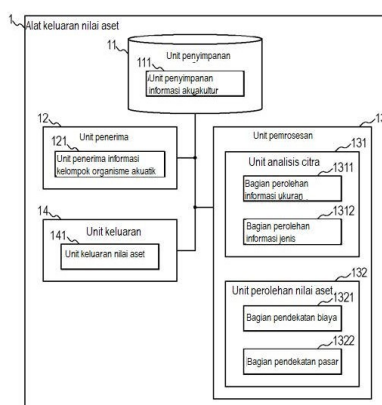 1
Alat keluaran nilai aset
11
Unit penyimpanan
111
Unit penyimpanan
informasi akuakultur
12
Unit penerima
121
Unit penerima informasi
kelompok organisme akuatik
14
Unit keluaran
141
Unit keluaran nilai aset
13
Unit pemrosesan
131
Unit analisis citra
1311
Bagian perolehan
informasi ukuran
1312
Bagian perolehan
informasi jenis
132
Unit perolehan nilai aset
1321
Bagian pendekatan biaya
1322
Bagian pendekatan pasar